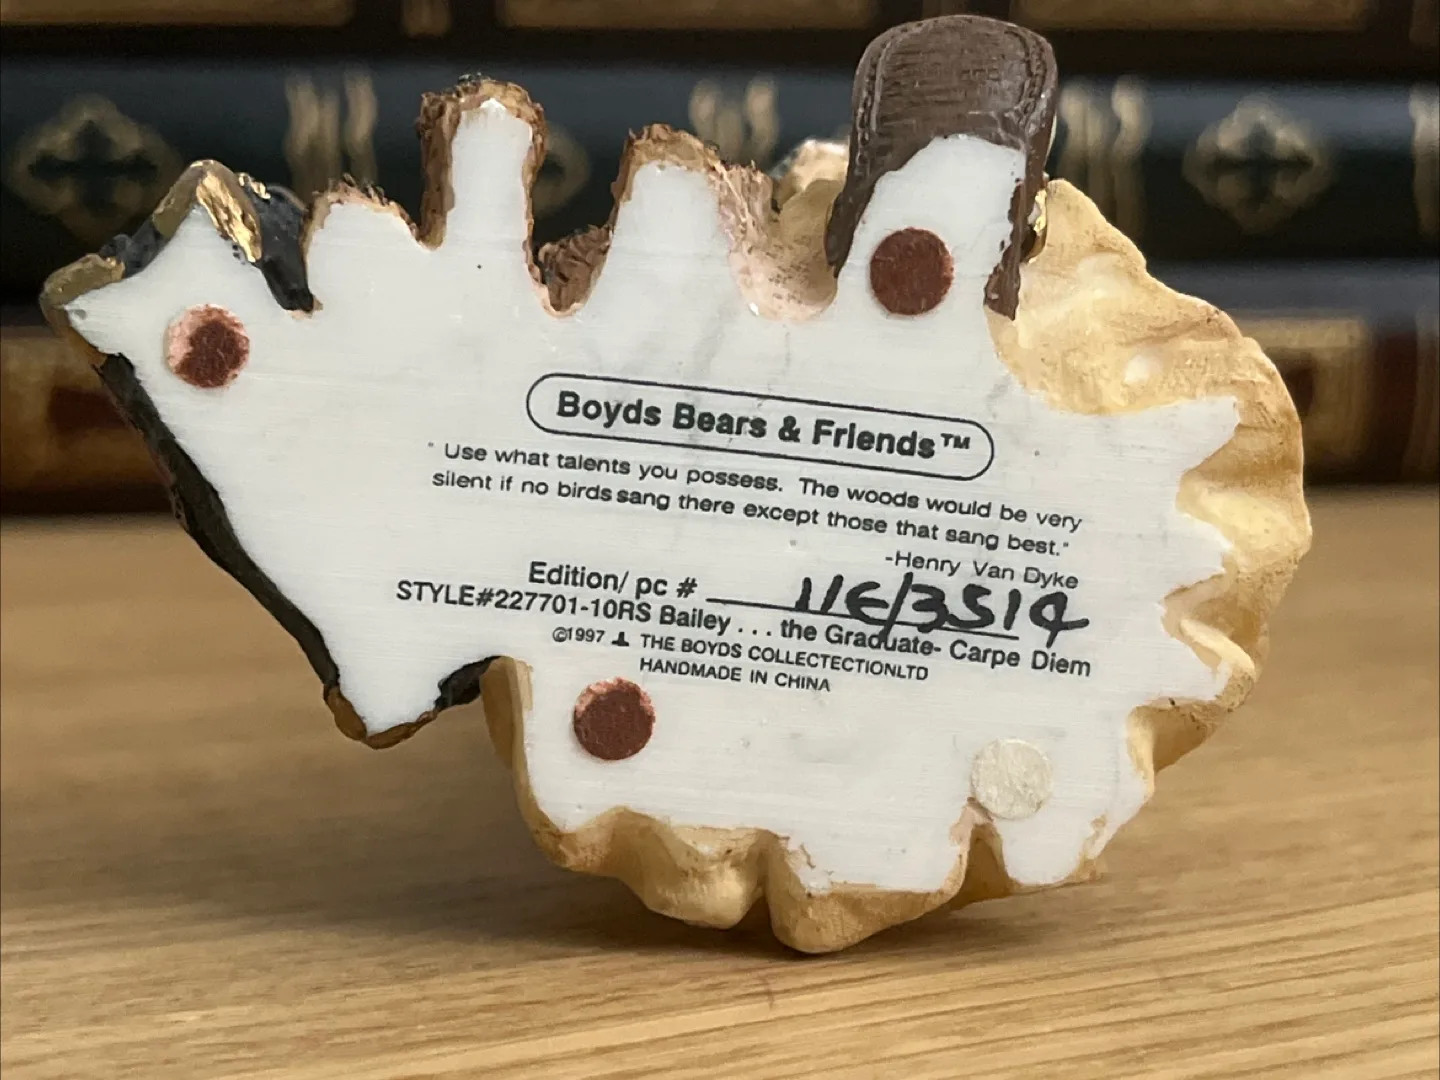 Boyds Bears & Friends™
" Use what talents you possess. The woods would be very
silent if no birds sang there except those that sang best."
-Henry Van Dyke
Edition/ pc # 11E/3514
STYLE#227701-10RS Bailey . . . the Graduate- Carpe Diem
©1997 THE BOYDS COLLECTECTIONLTD
HANDMADE IN CHINA